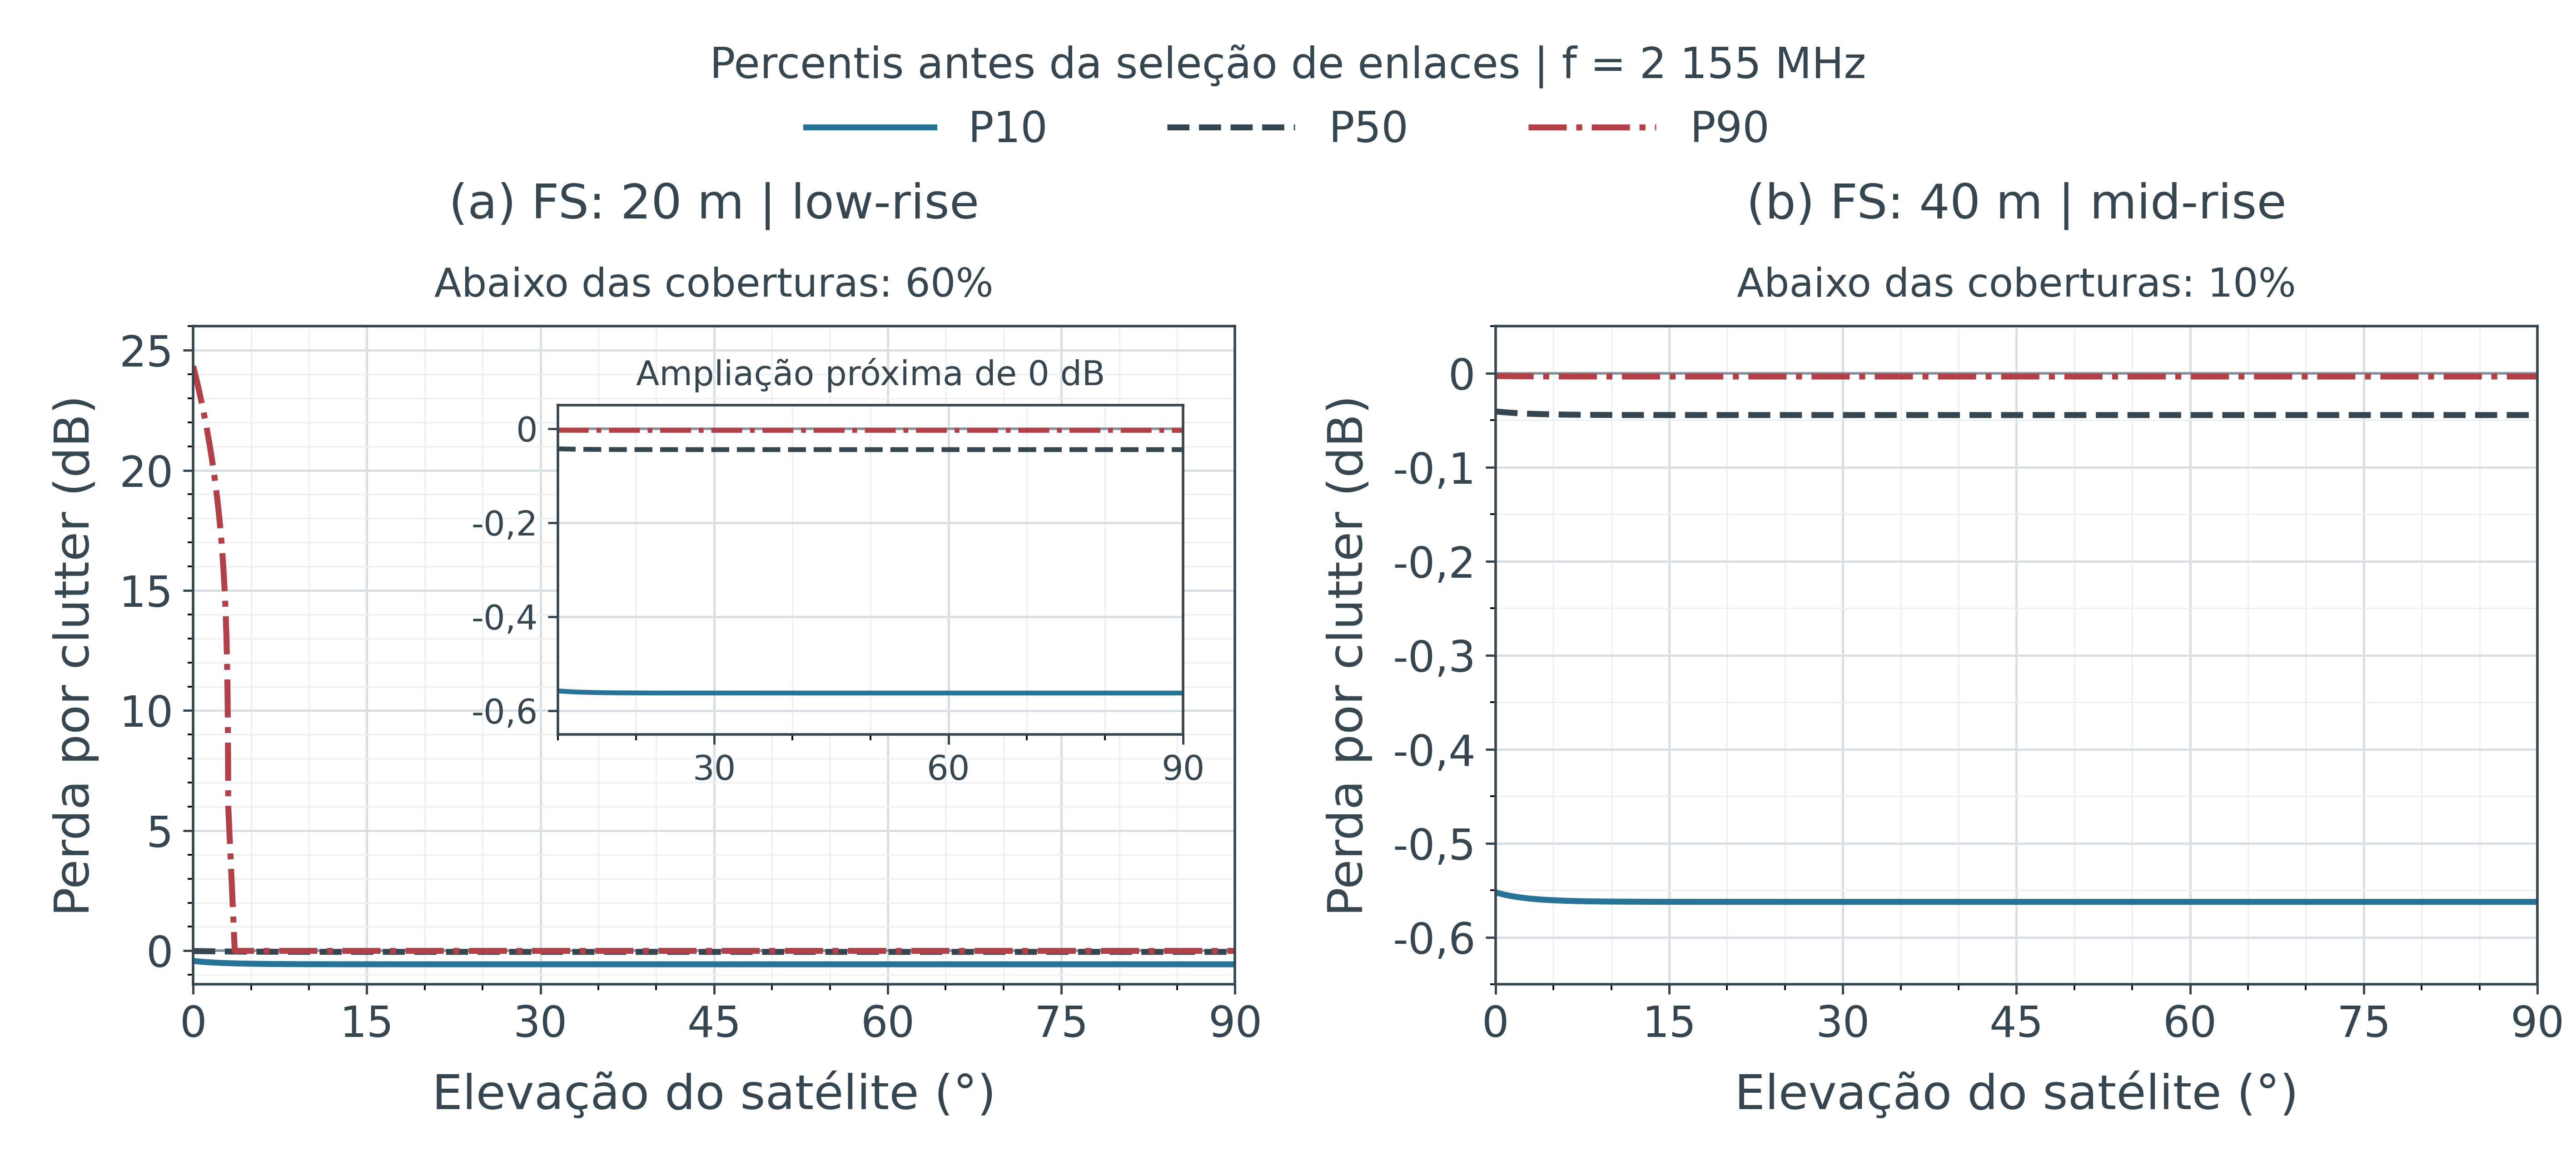 Percentis antes da seleção de enlaces | f = 2 155 MHz
P10 P50 P90
(a) FS: 20 m | low-rise
Abaixo das coberturas: 60%
Perda por clutter (dB)
25
20
15
10
5
0
Ampliação próxima de 0 dB
0
-0,2
-0,4
-0,6
30 60 90
0 15 30 45 60 75 90
Elevação do satélite (°)
(b) FS: 40 m | mid-rise
Abaixo das coberturas: 10%
Perda por clutter (dB)
0
-0,1
-0,2
-0,3
-0,4
-0,5
-0,6
0 15 30 45 60 75 90
Elevação do satélite (°)